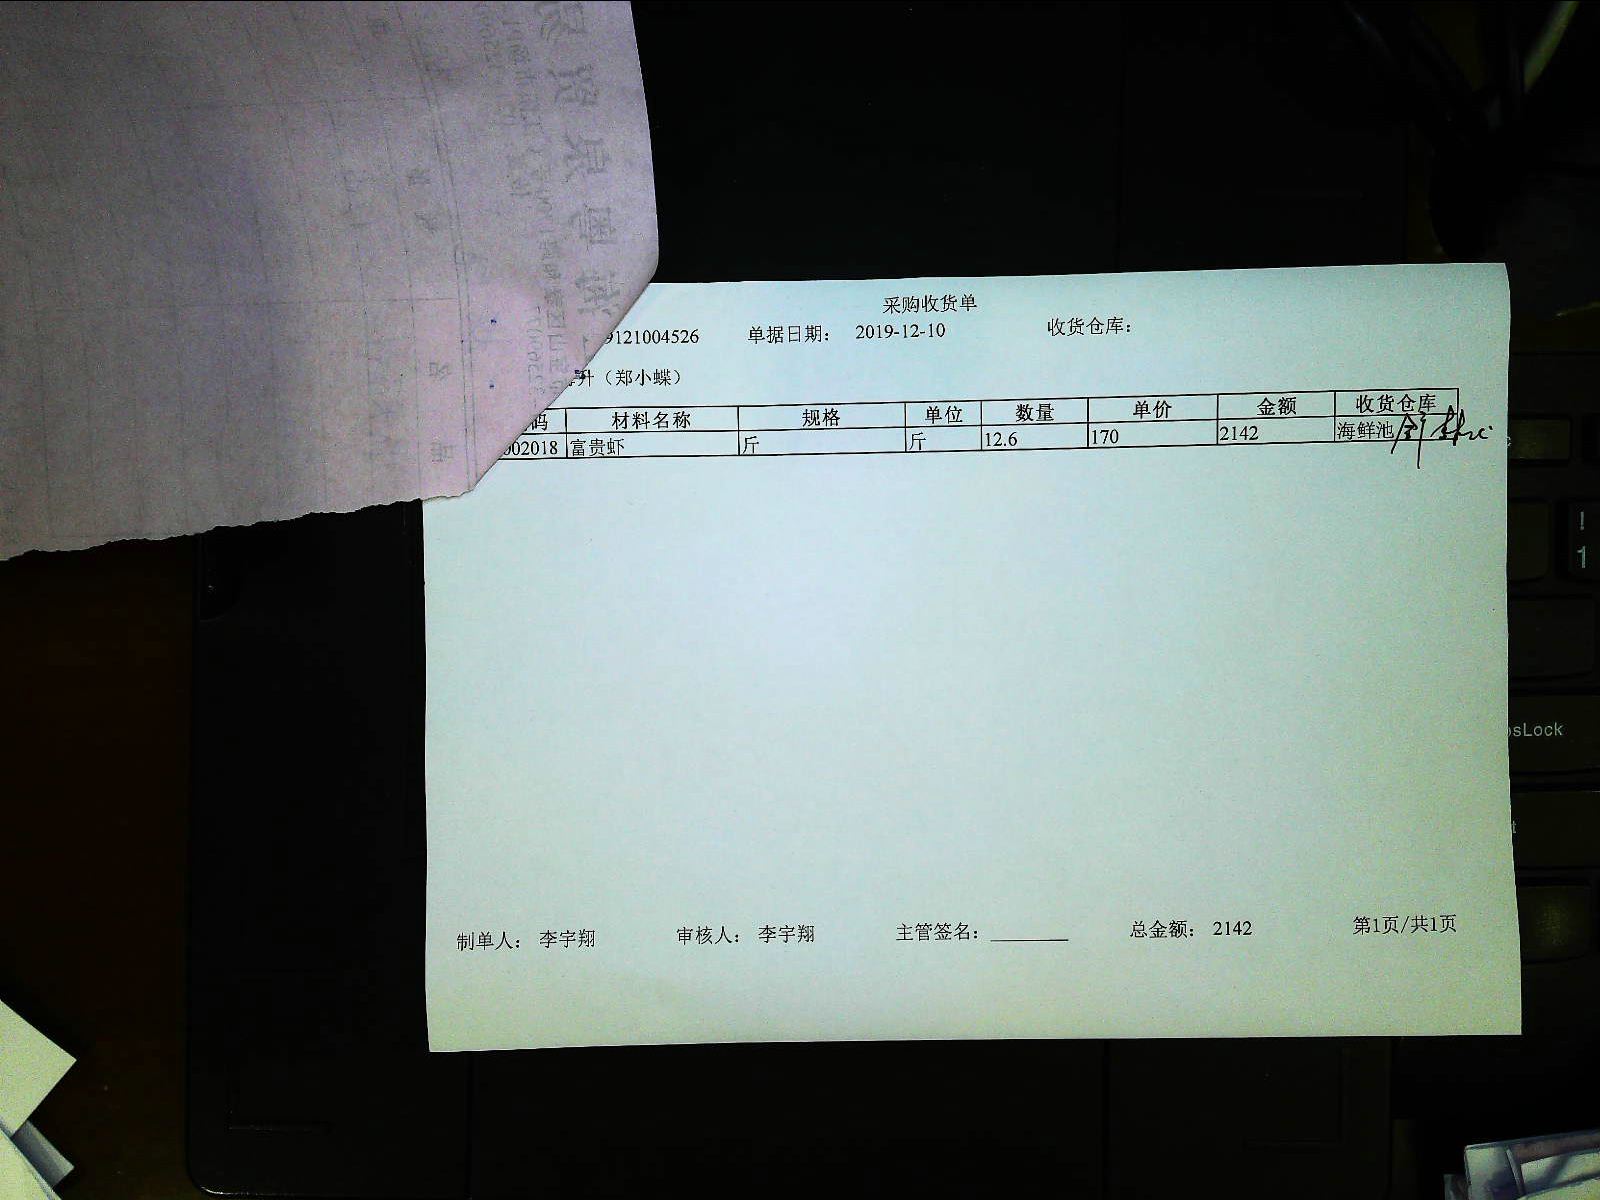 采购收货单
9121004526 单据日期: 2019-12-10 收货仓库:
升（郑小蝶）
码 材料名称 规格 单位 数量 单价 金额 收货仓库
002018 富贵虾 斤 斤 12.6 170 2142 海鲜池
制单人: 李宇翔 审核人: 李宇翔 主管签名: 总金额: 2142 第1页/共1页
!
1
sLock